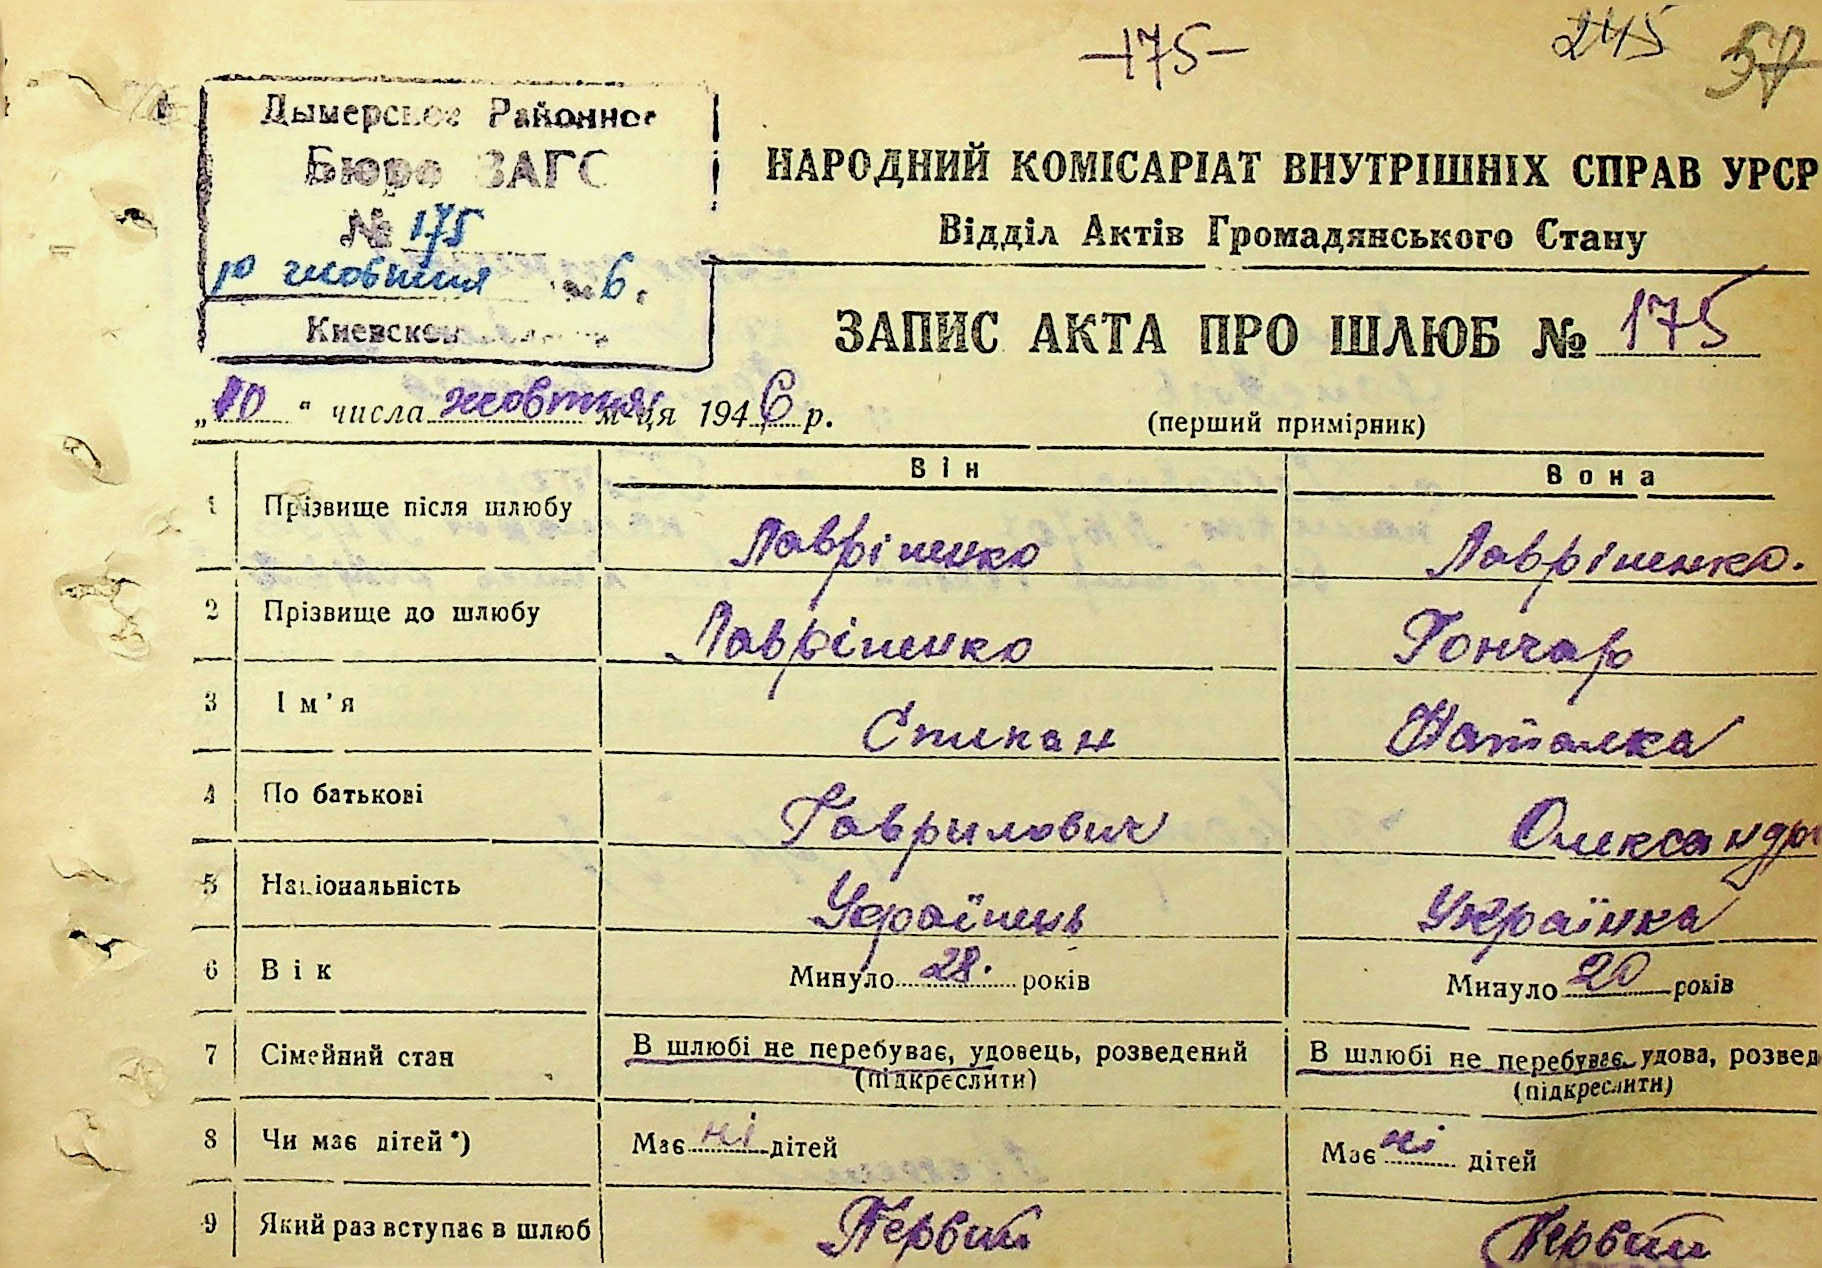 -175-
245
57
Дымерское Районное
Бюро ЗАГС
№ 175
10 жовтня 6.
Киевской
НАРОДНИЙ КОМІСАРІАТ ВНУТРІШНІХ СПРАВ УРСР
Відділ Актів Громадянського Стану
ЗАПИС АКТА ПРО ШЛЮБ № 175
„10“ числа жовтня м-ця 1946 р.
(перший примірник)
Він Вона
1 Прізвище після шлюбу Лавріненко Лавріненко.
2 Прізвище до шлюбу Лавріненко Гончар
3 Ім'я Степан Наталка
4 По батькові Гаврилович Олександрі
5 Національність Українець Українка
6 Вік Минуло 28. років Минуло 20 років
7 Сімейний стан В шлюбі не перебуває, удовець, розведений В шлюбі не перебуває, удова, розвед
(підкреслити) (підкреслити)
8 Чи має дітей*) Має ні дітей Має ні дітей
9 Який раз вступає в шлюб Первий Первий